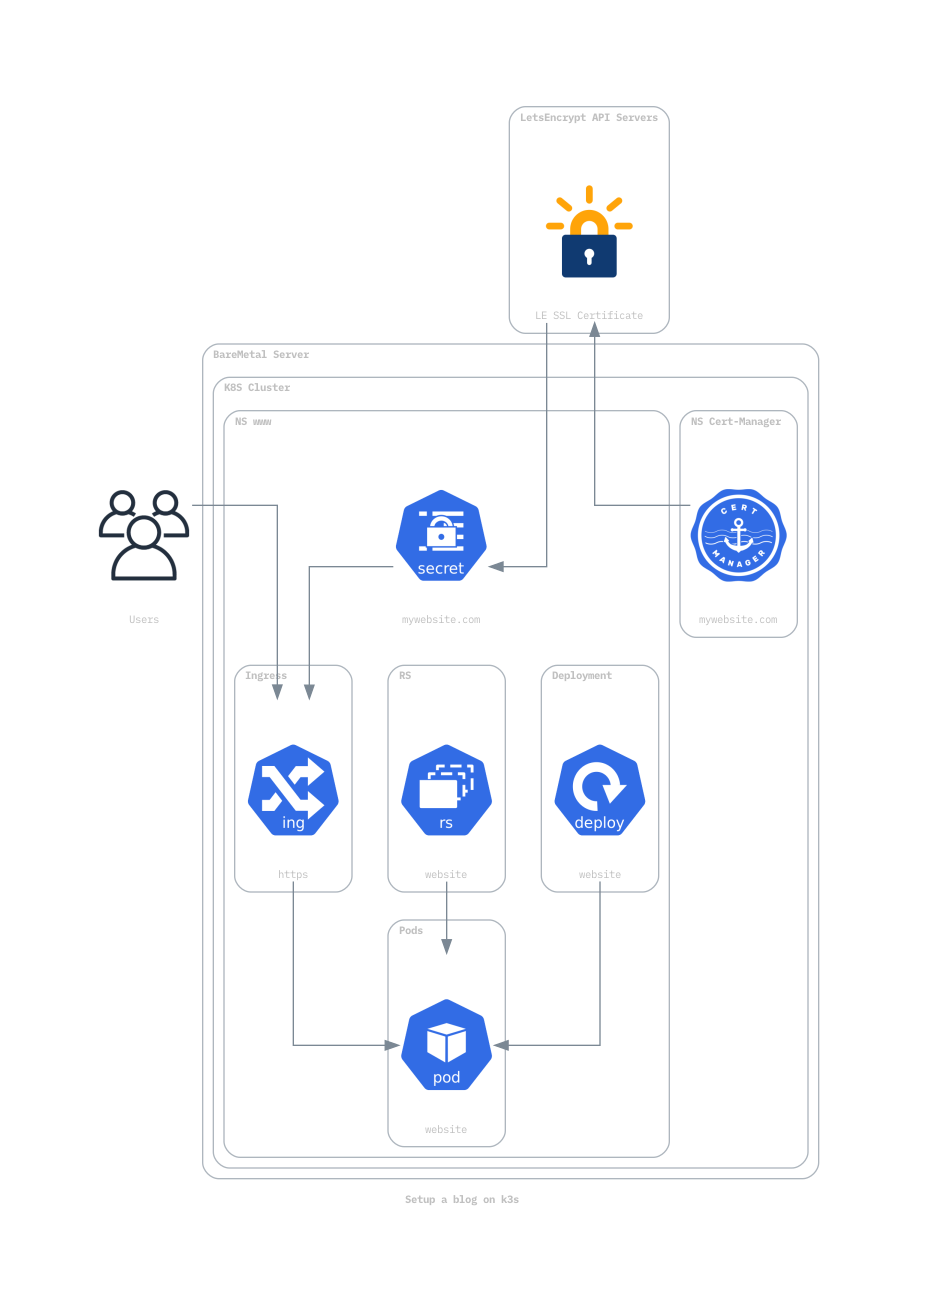 LetsEncrypt API Servers
LE SSL Certificate
BareMetal Server
K8S Cluster
NS www
NS Cert-Manager
CERT
MANAGER
secret
Users
mywebsite.com
mywebsite.com
Ingress
RS
Deployment
ing
rs
deploy
https
website
website
Pods
pod
website
Setup a blog on k3s